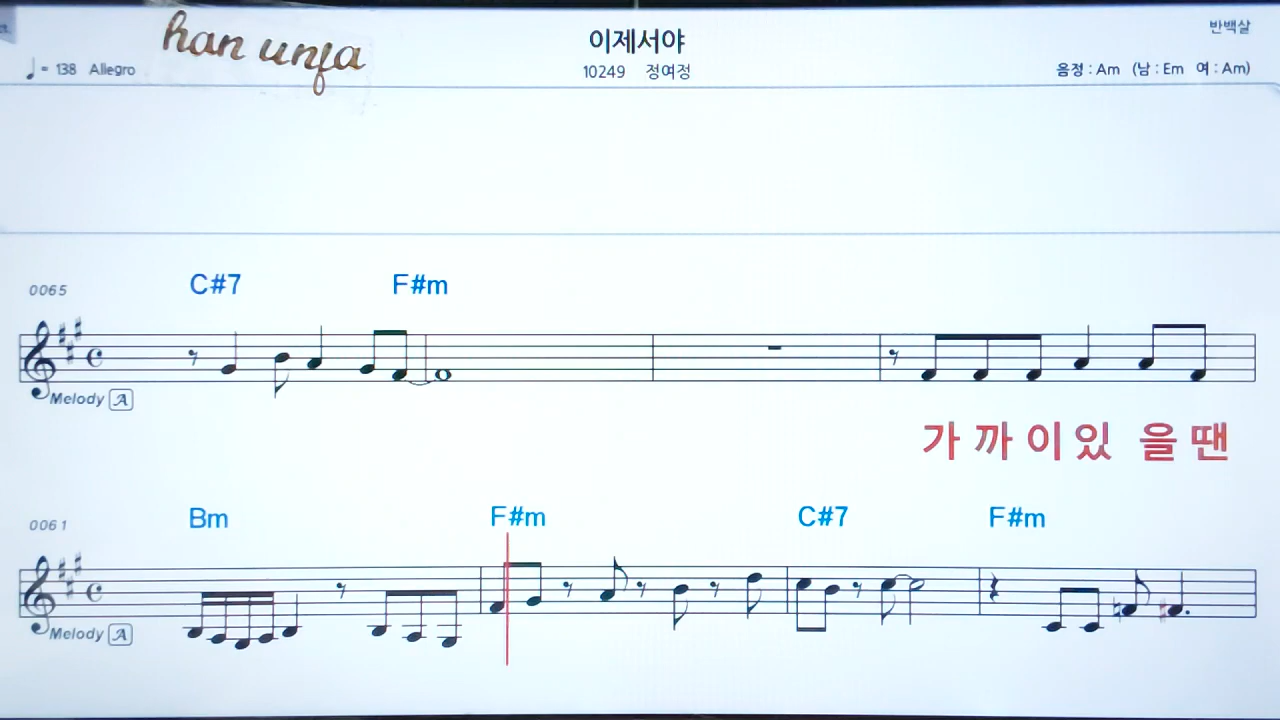 han unfa
이제서야
반백살
♩= 138 Allegro
10249 정여정
음정 : Am (남 : Em 여 : Am)
C#7 F#m
0065
Melody A
가 까 이 있 을 땐
Bm F#m C#7 F#m
0061
Melody A